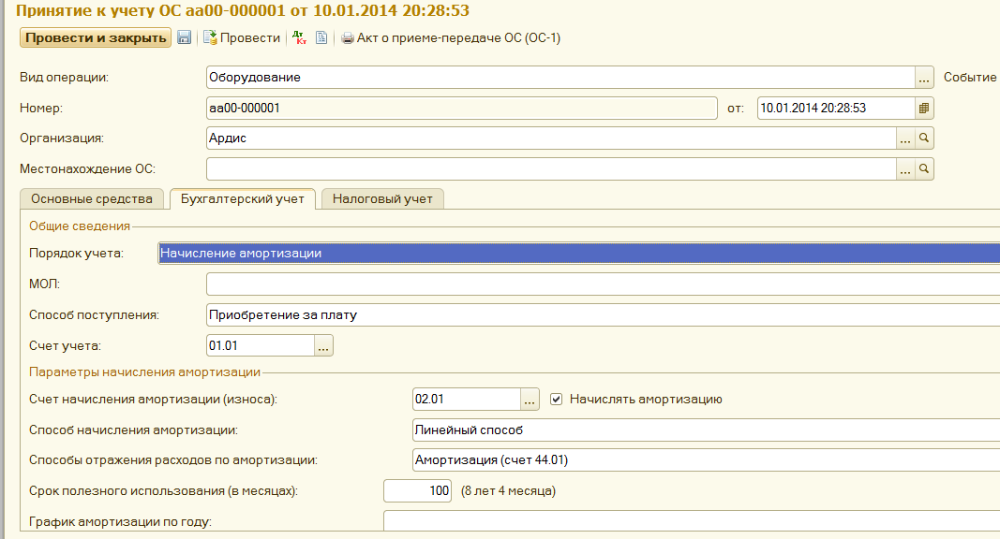 Принятие к учету ОС аа00-000001 от 10.01.2014 20:28:53
Провести и закрыть Провести Дт Кт Акт о приеме-передаче ОС (ОС-1)
Вид операции: Оборудование ... Событие
Номер: аа00-000001 от: 10.01.2014 20:28:53
Организация: Ардис ...
Местонахождение ОС: ...
Основные средства Бухгалтерский учет Налоговый учет
Общие сведения
Порядок учета: Начисление амортизации
МОЛ:
Способ поступления: Приобретение за плату
Счет учета: 01.01 ...
Параметры начисления амортизации
Счет начисления амортизации (износа): 02.01 ... Начислять амортизацию
Способ начисления амортизации: Линейный способ
Способы отражения расходов по амортизации: Амортизация (счет 44.01)
Срок полезного использования (в месяцах): 100 (8 лет 4 месяца)
График амортизации по году: